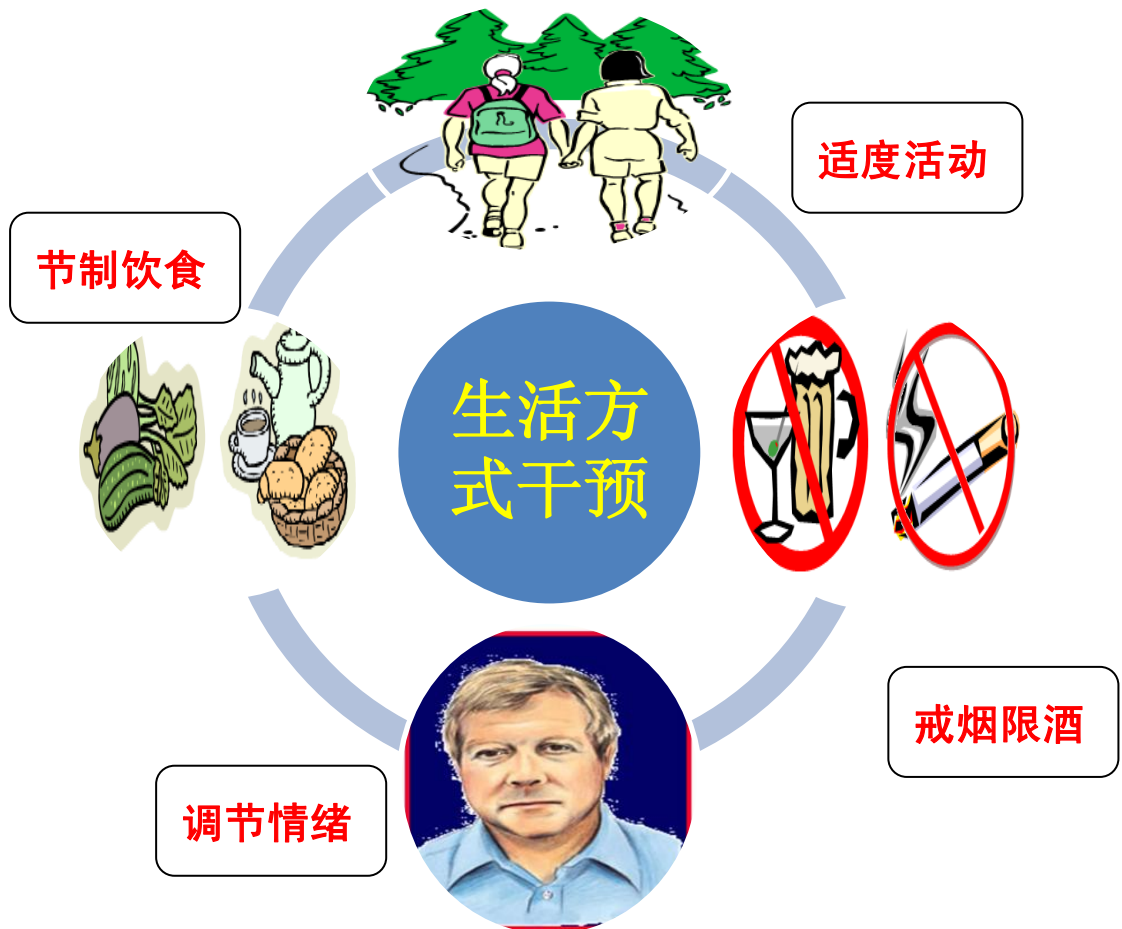 适度活动
节制饮食
生活方
式干预
戒烟限酒
调节情绪